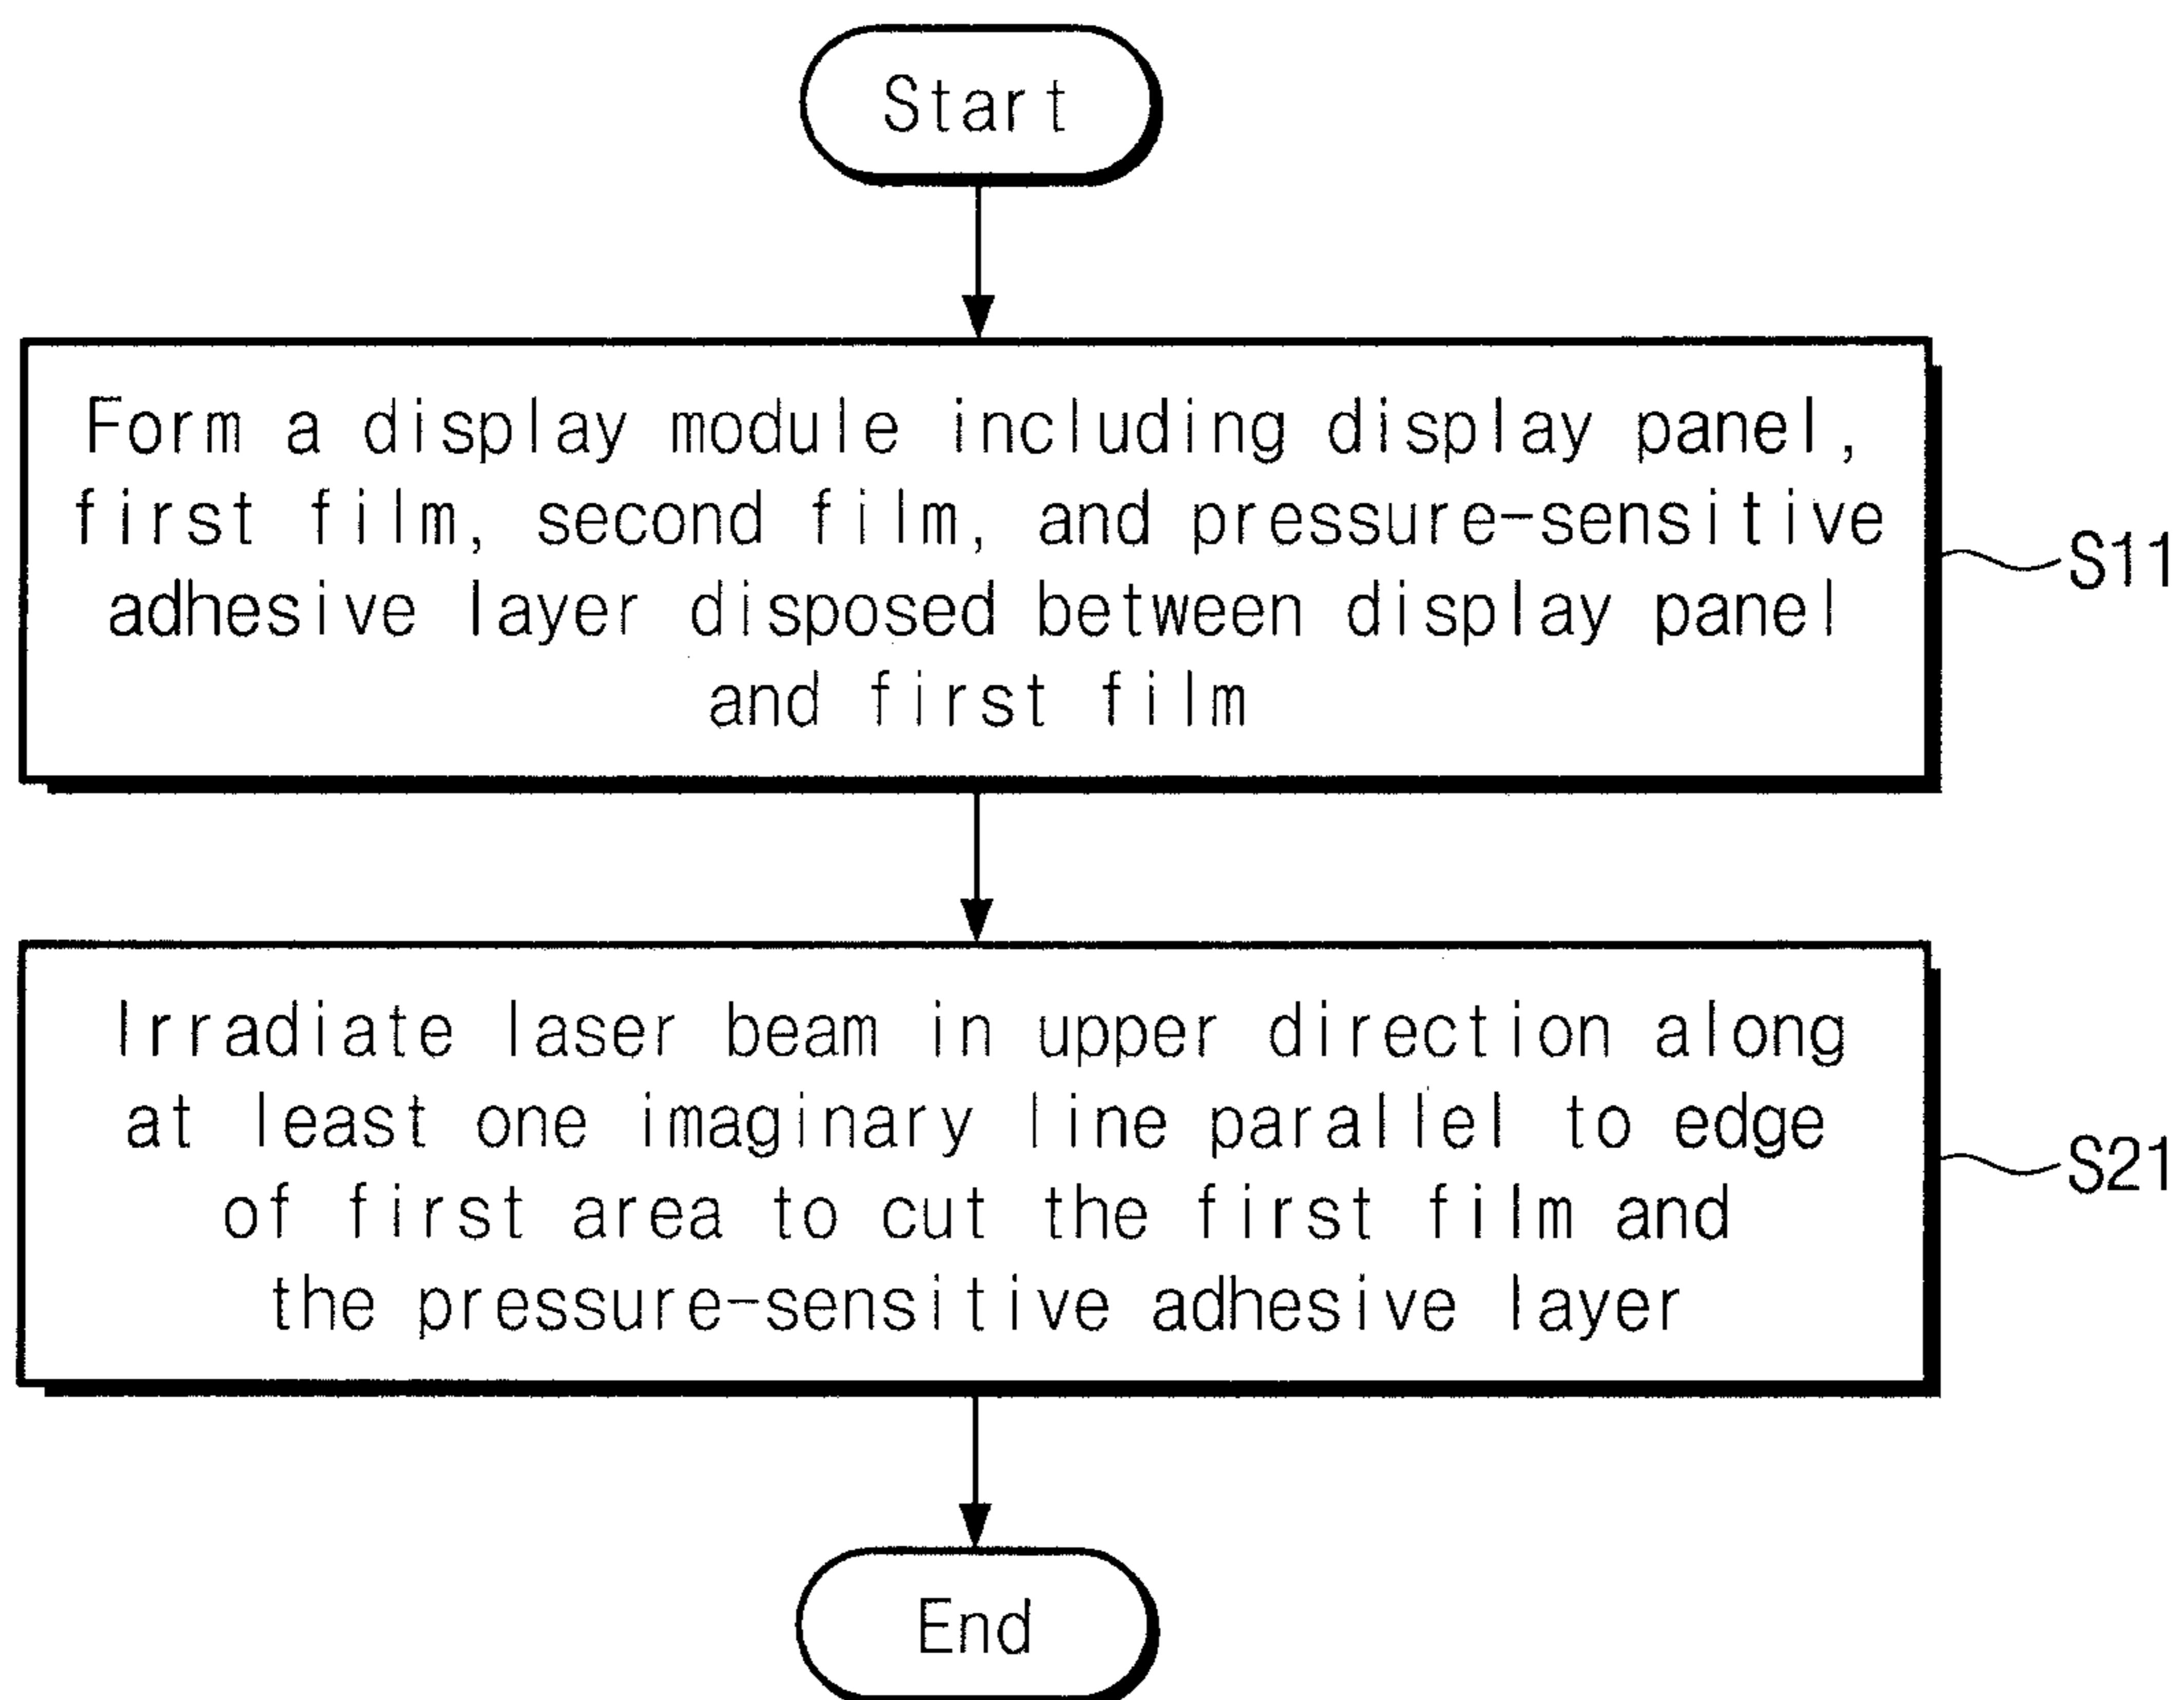 Start
Form a display module including display panel,
first film, second film, and pressure-sensitive
adhesive layer disposed between display panel
and first film
S11
Irradiate laser beam in upper direction along
at least one imaginary line parallel to edge
of first area to cut the first film and
the pressure-sensitive adhesive layer
S21
End